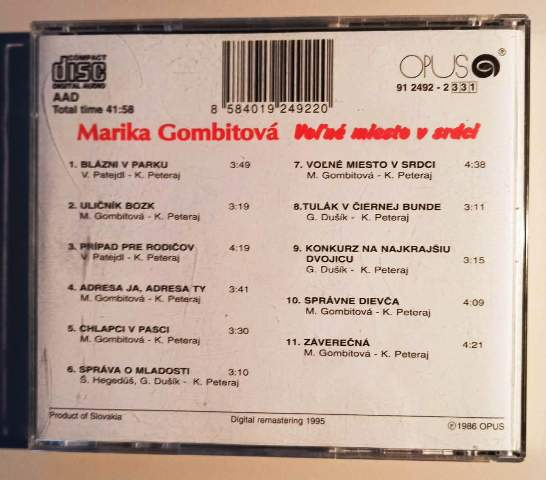 COMPACT
disc
DIGITAL AUDIO
AAD
Total time 41:58
8 584019 249220
OPUS
®
91 2492 - 2 331
Marika Gombitová Voľné miesto v srdci
1. BLÁZNI V PARKU 3:49
V. Patejdl - K. Peteraj
2. ULIČNÍK BOZK 3:19
M. Gombitová - K. Peteraj
3. PRÍPAD PRE RODIČOV 4:19
V. Patejdl - K. Peteraj
4. ADRESA JA, ADRESA TY 3:41
M. Gombitová - K. Peteraj
5. CHLAPCI V PASCI 3:30
M. Gombitová - K. Peteraj
6. SPRÁVA O MLADOSTI 3:10
Š. Hegedüš, G. Dušík - K. Peteraj
7. VOĽNÉ MIESTO V SRDCI 4:38
M. Gombitová - K. Peteraj
8.TULÁK V ČIERNEJ BUNDE 3:11
G. Dušík - K. Peteraj
9. KONKURZ NA NAJKRAJŠIU
DVOJICU 3:15
G. Dušík - K. Peteraj
10. SPRÁVNE DIEVČA 4:09
M. Gombitová - K. Peteraj
11. ZÁVEREČNÁ 4:21
M. Gombitová - K. Peteraj
Product of Slovakia
Digital remastering 1995
℗1986 OPUS